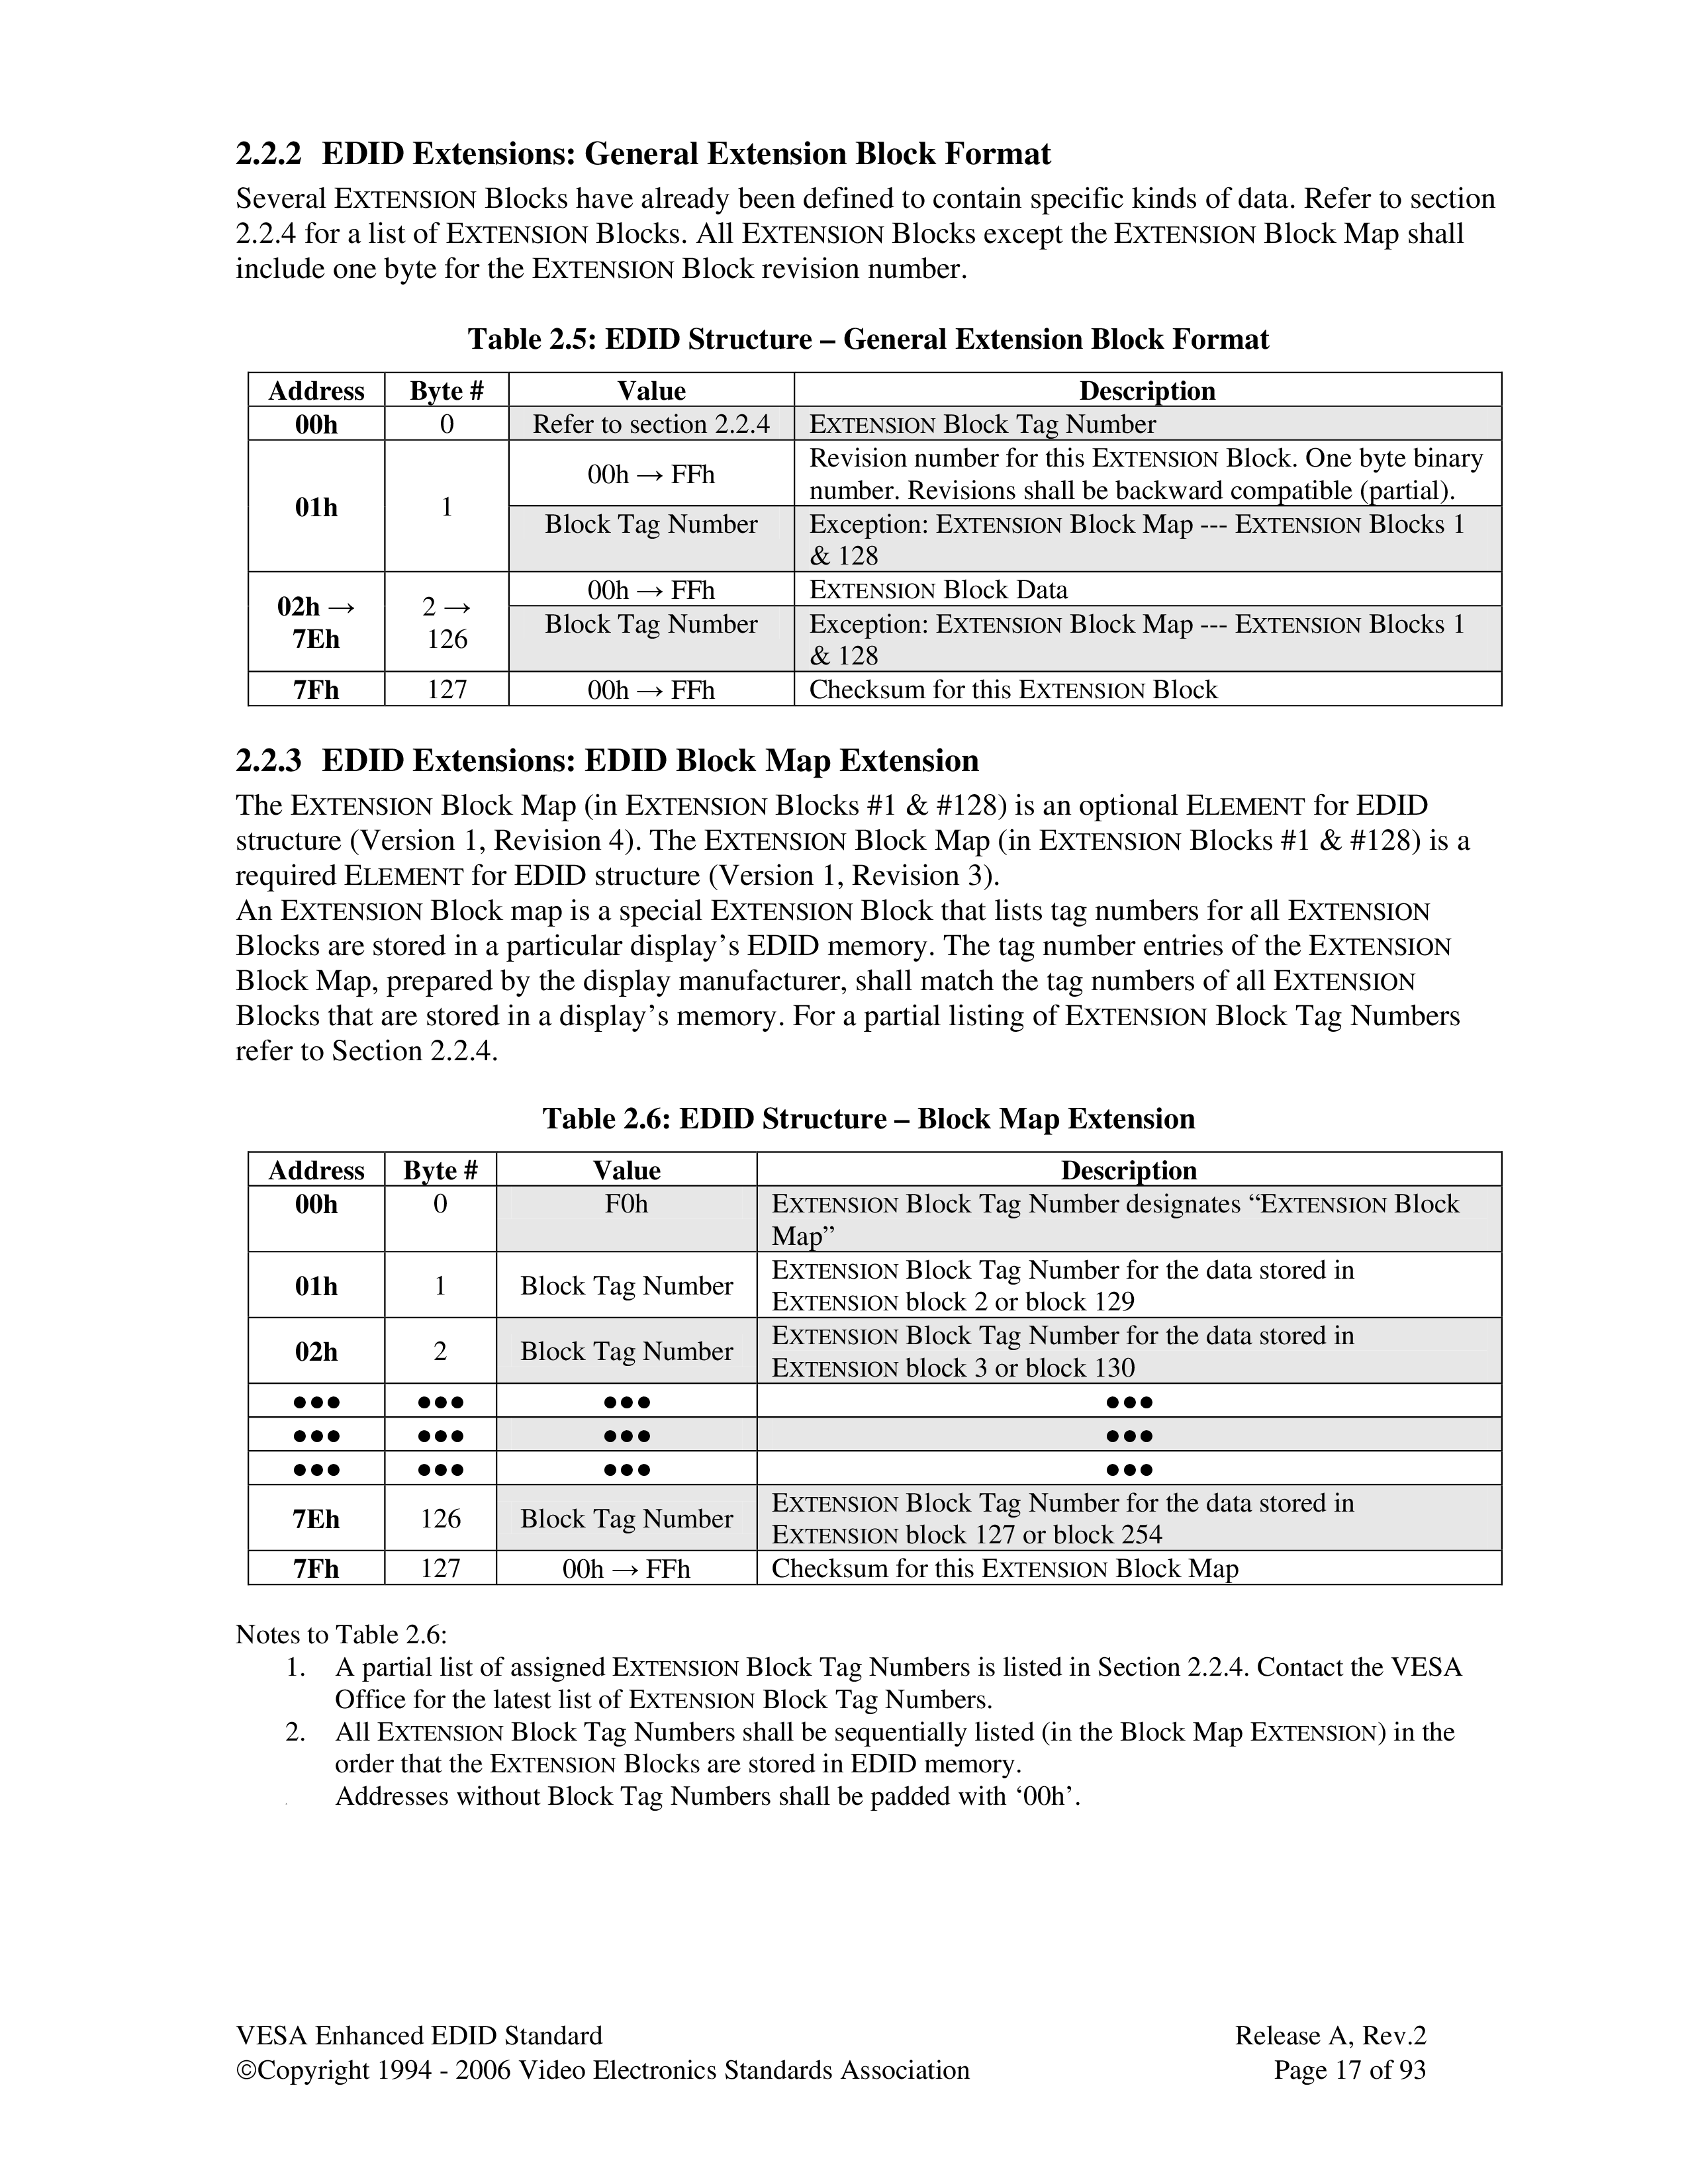 2.2.2 EDID Extensions: General Extension Block Format
Several EXTENSION Blocks have already been defined to contain specific kinds of data. Refer to section
2.2.4 for a list of EXTENSION Blocks. All EXTENSION Blocks except the EXTENSION Block Map shall
include one byte for the EXTENSION Block revision number.
Table 2.5: EDID Structure – General Extension Block Format
Address Byte # Value Description
00h 0 Refer to section 2.2.4 EXTENSION Block Tag Number
01h 1 00h → FFh Revision number for this EXTENSION Block. One byte binary
number. Revisions shall be backward compatible (partial).
Block Tag Number Exception: EXTENSION Block Map --- EXTENSION Blocks 1
& 128
02h → 2 → 00h → FFh EXTENSION Block Data
7Eh 126 Block Tag Number Exception: EXTENSION Block Map --- EXTENSION Blocks 1
& 128
7Fh 127 00h → FFh Checksum for this EXTENSION Block
2.2.3 EDID Extensions: EDID Block Map Extension
The EXTENSION Block Map (in EXTENSION Blocks #1 & #128) is an optional ELEMENT for EDID
structure (Version 1, Revision 4). The EXTENSION Block Map (in EXTENSION Blocks #1 & #128) is a
required ELEMENT for EDID structure (Version 1, Revision 3).
An EXTENSION Block map is a special EXTENSION Block that lists tag numbers for all EXTENSION
Blocks are stored in a particular display’s EDID memory. The tag number entries of the EXTENSION
Block Map, prepared by the display manufacturer, shall match the tag numbers of all EXTENSION
Blocks that are stored in a display’s memory. For a partial listing of EXTENSION Block Tag Numbers
refer to Section 2.2.4.
Table 2.6: EDID Structure – Block Map Extension
Address Byte # Value Description
00h 0 F0h EXTENSION Block Tag Number designates “EXTENSION Block
Map”
01h 1 Block Tag Number EXTENSION Block Tag Number for the data stored in
EXTENSION block 2 or block 129
02h 2 Block Tag Number EXTENSION Block Tag Number for the data stored in
EXTENSION block 3 or block 130
●●● ●●● ●●● ●●●
●●● ●●● ●●● ●●●
●●● ●●● ●●● ●●●
7Eh 126 Block Tag Number EXTENSION Block Tag Number for the data stored in
EXTENSION block 127 or block 254
7Fh 127 00h → FFh Checksum for this EXTENSION Block Map
Notes to Table 2.6:
1. A partial list of assigned EXTENSION Block Tag Numbers is listed in Section 2.2.4. Contact the VESA
Office for the latest list of EXTENSION Block Tag Numbers.
2. All EXTENSION Block Tag Numbers shall be sequentially listed (in the Block Map EXTENSION) in the
order that the EXTENSION Blocks are stored in EDID memory.
Addresses without Block Tag Numbers shall be padded with ‘00h’.
VESA Enhanced EDID Standard Release A, Rev.2
©Copyright 1994 - 2006 Video Electronics Standards Association Page 17 of 93